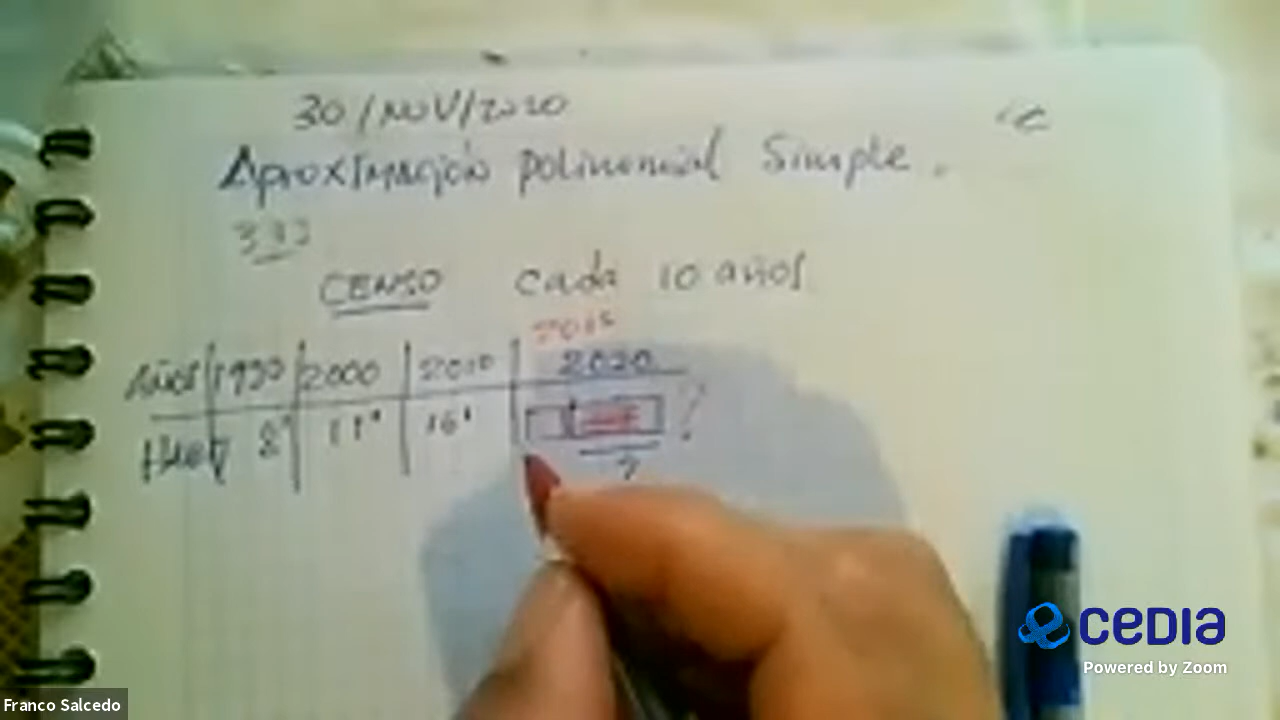 30/NOV/2020
Aproximación polinomial Simple.
CENSO cada 10 años
Años 1990 2000 2010 2020
8" 11" 16" ?
?
CEDIA
Powered by Zoom
Franco Salcedo